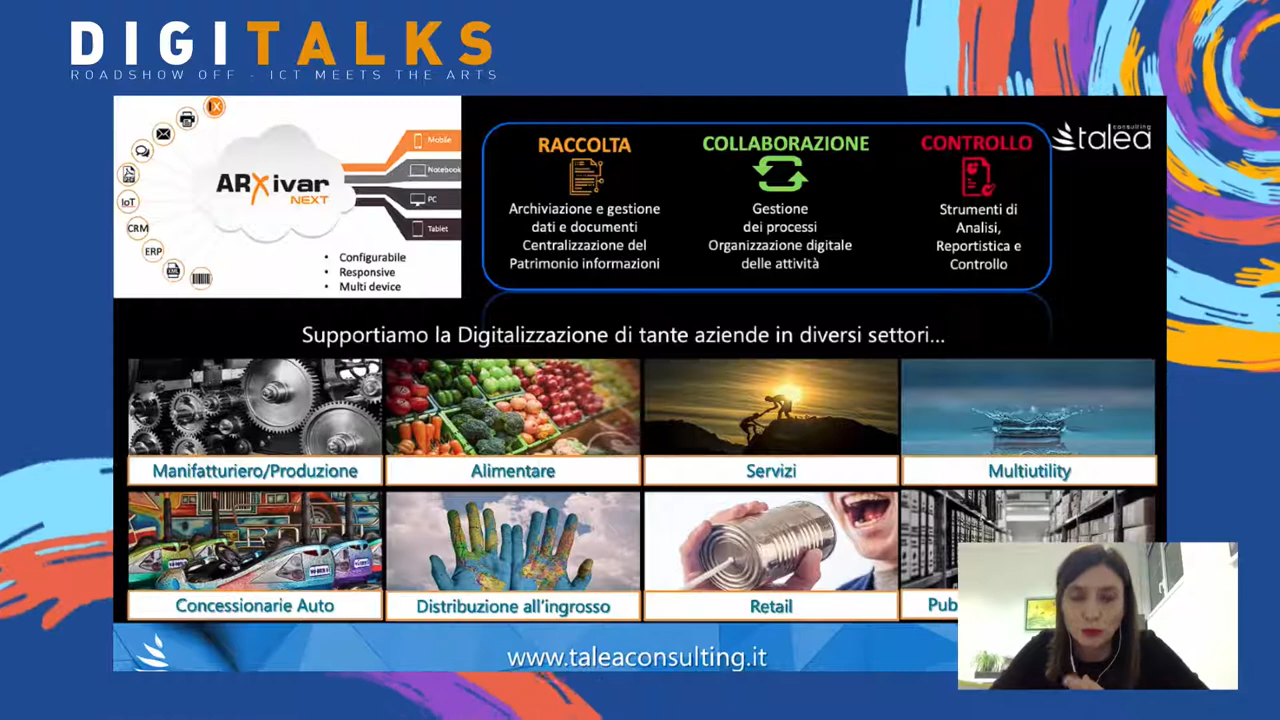 DIGITALKS
ROADSHOW OFF - ICT MEETS THE ARTS
ARXivar
NEXT
IoT
CRM
ERP
XML
Mobile
Notebook
PC
Tablet
• Configurabile
• Responsive
• Multi device
RACCOLTA
Archiviazione e gestione
dati e documenti
Centralizzazione del
Patrimonio informazioni
COLLABORAZIONE
Gestione
dei processi
Organizzazione digitale
delle attività
CONTROLLO
Strumenti di
Analisi,
Reportistica e
Controllo
consulting
talea
Supportiamo la Digitalizzazione di tante aziende in diversi settori...
Manifatturiero/Produzione
Alimentare
Servizi
Multiutility
Concessionarie Auto
Distribuzione all'ingrosso
Retail
Pub
www.taleaconsulting.it